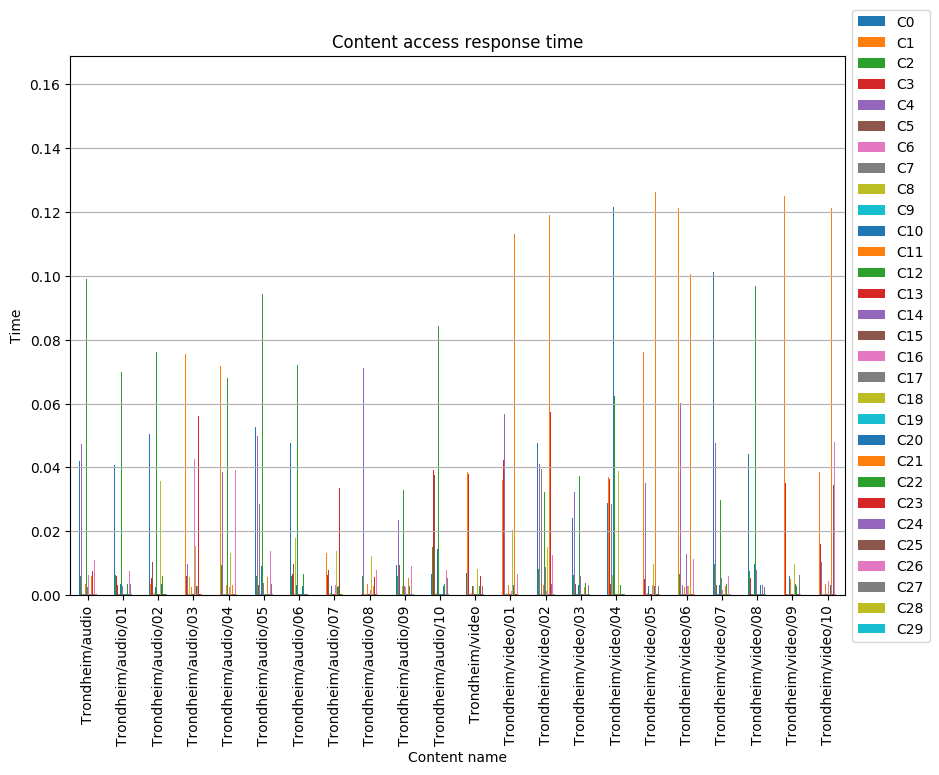 Content access response time
Time
0.16
0.14
0.12
0.10
0.08
0.06
0.04
0.02
0.00
Trondheim/audio
Trondheim/audio/01
Trondheim/audio/02
Trondheim/audio/03
Trondheim/audio/04
Trondheim/audio/05
Trondheim/audio/06
Trondheim/audio/07
Trondheim/audio/08
Trondheim/audio/09
Trondheim/audio/10
Trondheim/video
Trondheim/video/01
Trondheim/video/02
Trondheim/video/03
Trondheim/video/04
Trondheim/video/05
Trondheim/video/06
Trondheim/video/07
Trondheim/video/08
Trondheim/video/09
Trondheim/video/10
Content name
C0
C1
C2
C3
C4
C5
C6
C7
C8
C9
C10
C11
C12
C13
C14
C15
C16
C17
C18
C19
C20
C21
C22
C23
C24
C25
C26
C27
C28
C29